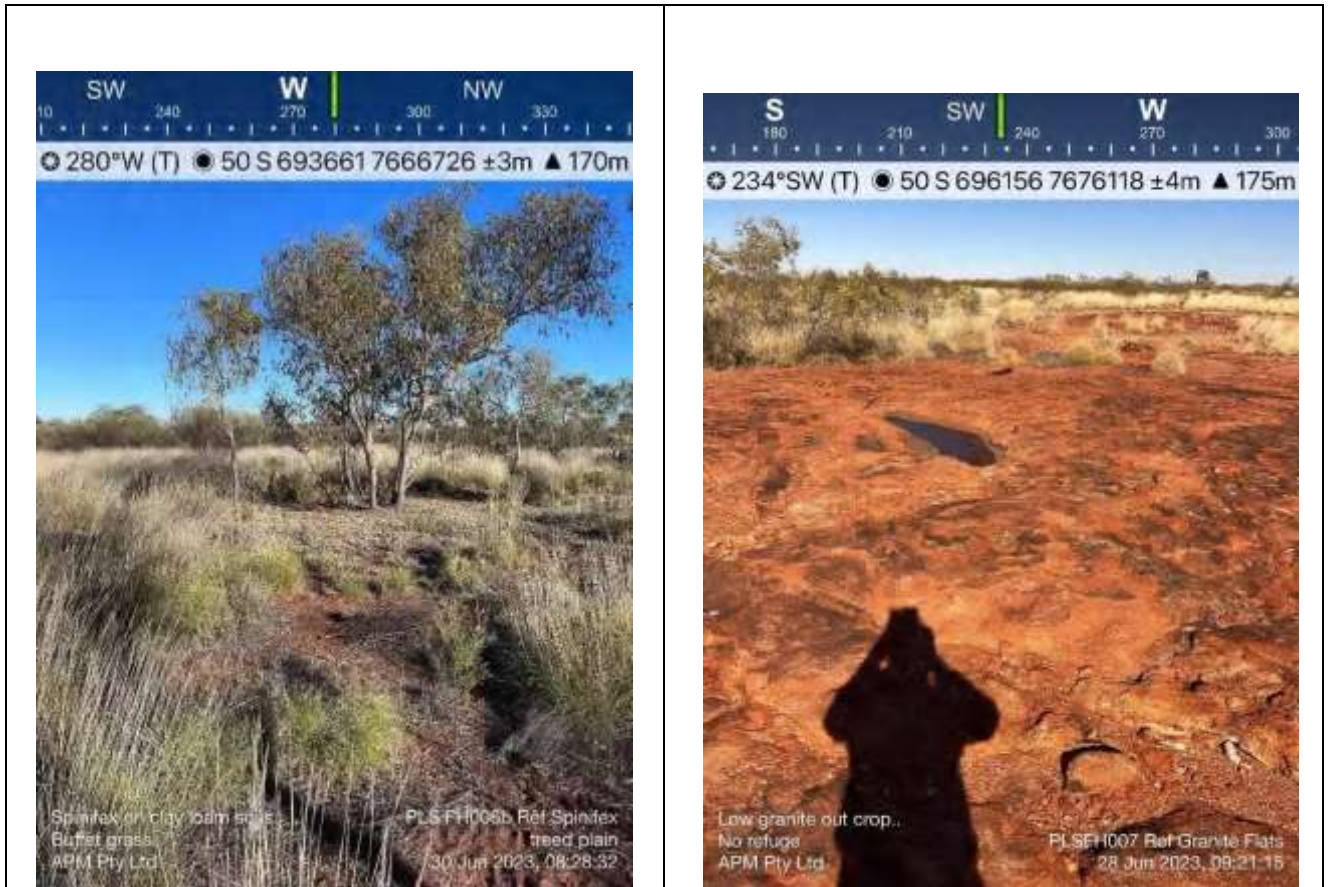 SW W NW
10 240 270 300 330
280°W (T) 50 S 693661 7666726 ±3m ▲ 170m
Spinifex on clay loam soils..
Buffel grass.
APM Pty Ltd
PLS FH006b Ref Spinifex
treed plain
30 Jun 2023, 08:28:32
S SW W
180 210 240 270 300
234°SW (T) 50 S 696156 7676118 ±4m ▲ 175m
Low granite out crop..
No refuge
APM Pty Ltd
PLSFH007 Ref Granite Flats
28 Jun 2023, 09:21:15